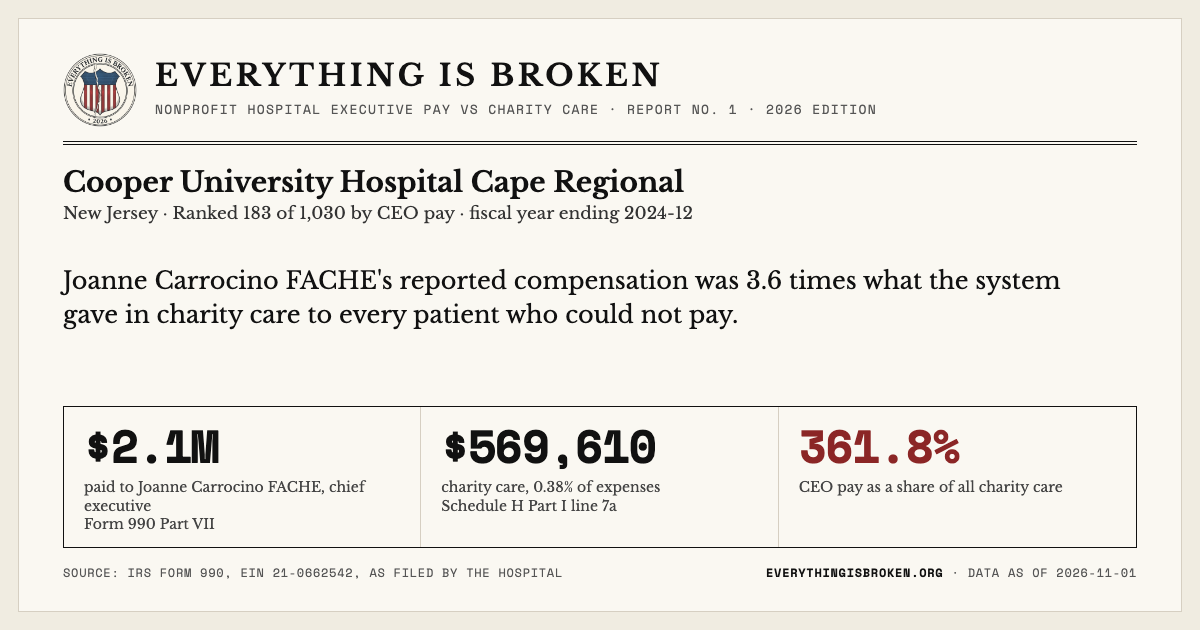 EVERYTHING IS BROKEN
• 2026 •
EVERYTHING IS BROKEN
NONPROFIT HOSPITAL EXECUTIVE PAY VS CHARITY CARE · REPORT NO. 1 · 2026 EDITION
Cooper University Hospital Cape Regional
New Jersey · Ranked 183 of 1,030 by CEO pay · fiscal year ending 2024-12
Joanne Carrocino FACHE's reported compensation was 3.6 times what the system
gave in charity care to every patient who could not pay.
$2.1M
paid to Joanne Carrocino FACHE, chief
executive
Form 990 Part VII
$569,610
charity care, 0.38% of expenses
Schedule H Part I line 7a
361.8%
CEO pay as a share of all charity care
SOURCE: IRS FORM 990, EIN 21-0662542, AS FILED BY THE HOSPITAL
EVERYTHINGISBROKEN.ORG · DATA AS OF 2026-11-01